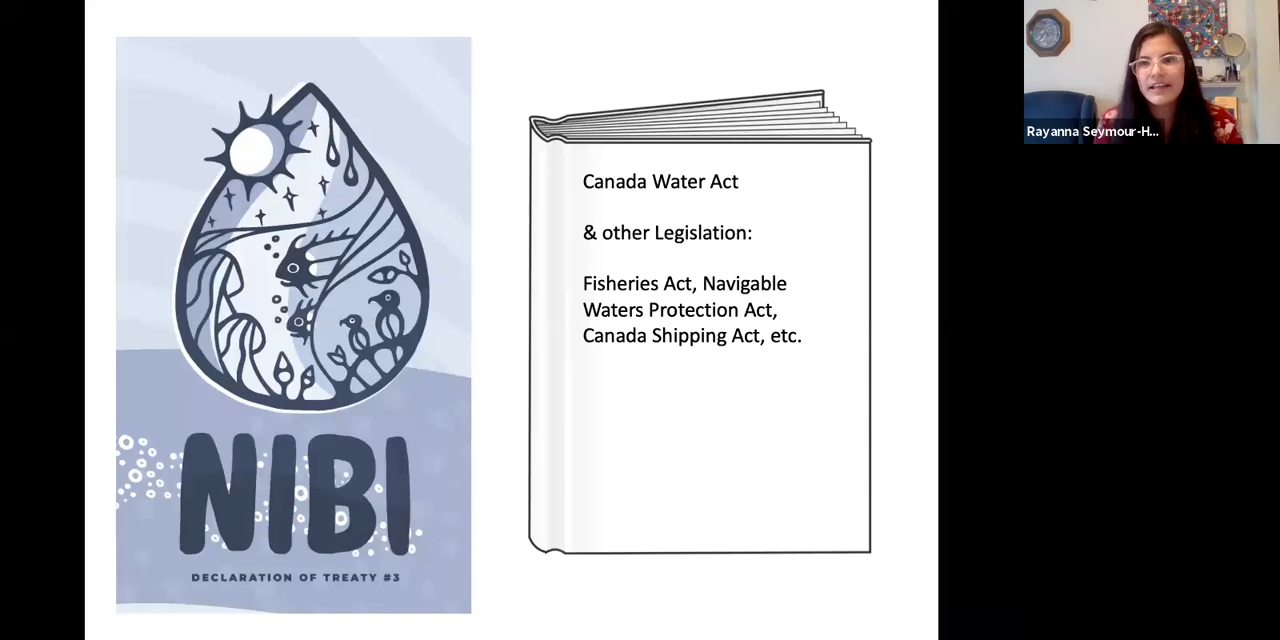 NIBI
DECLARATION OF TREATY #3
Canada Water Act
& other Legislation:
Fisheries Act, Navigable
Waters Protection Act,
Canada Shipping Act, etc.
Rayanna Seymour-H...